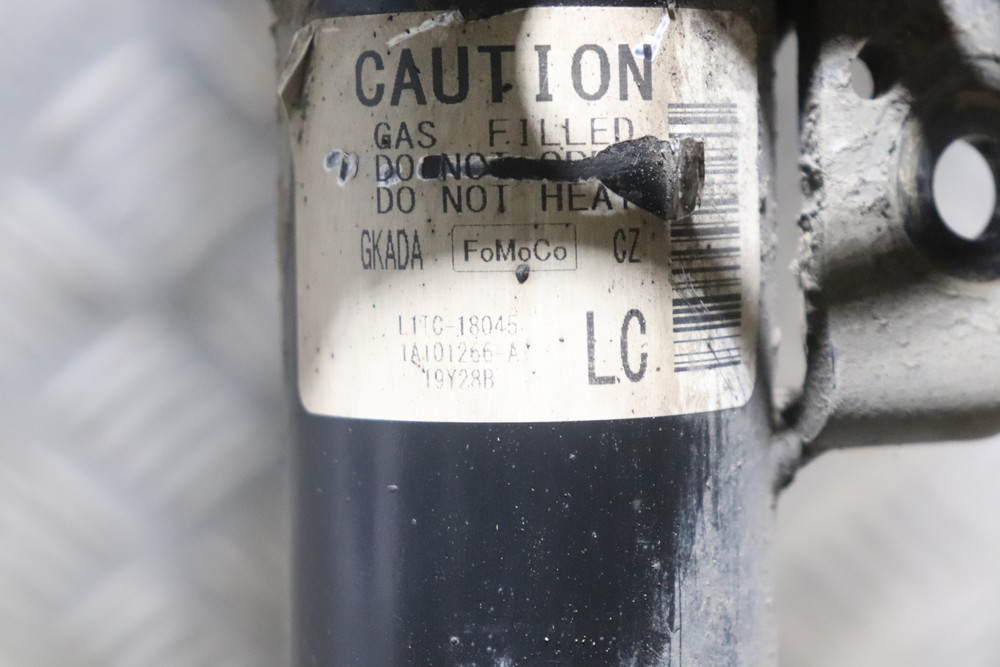 CAUTION
GAS FILLED
DO NOT
DO NOT HEAT
GKADA FoMoCo CZ
L1TC-18045
LC
19Y28B